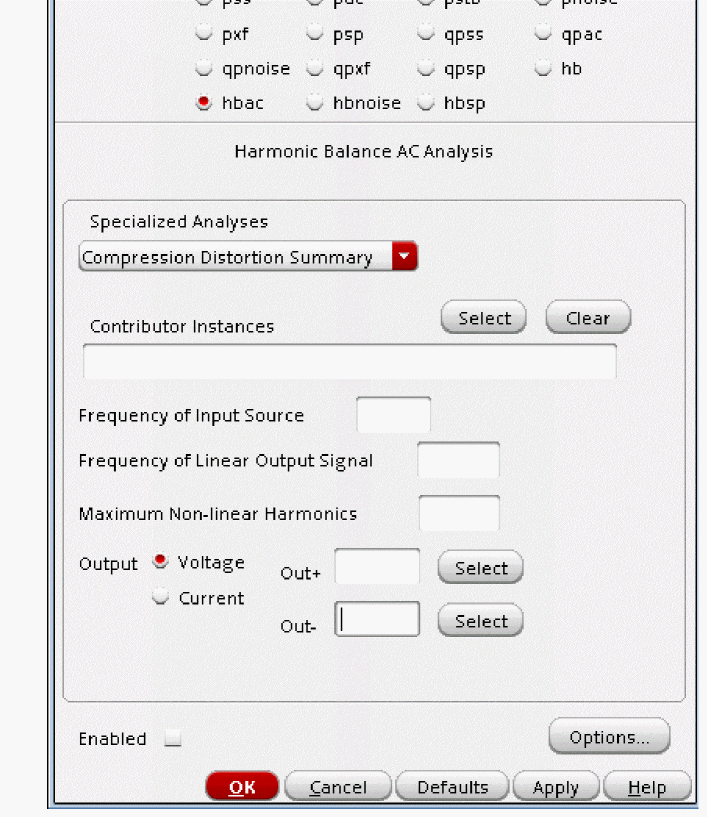 pss pac pstb pnoise
pxf psp qpss qpac
qpnoise qpxf qpsp hb
hbac hbnoise hbsp
Harmonic Balance AC Analysis
Specialized Analyses
Compression Distortion Summary
Contributor Instances Select Clear
Frequency of Input Source
Frequency of Linear Output Signal
Maximum Non-linear Harmonics
Output Voltage Out+ Select
Current
Out- Select
Enabled Options...
OK Cancel Defaults Apply Help